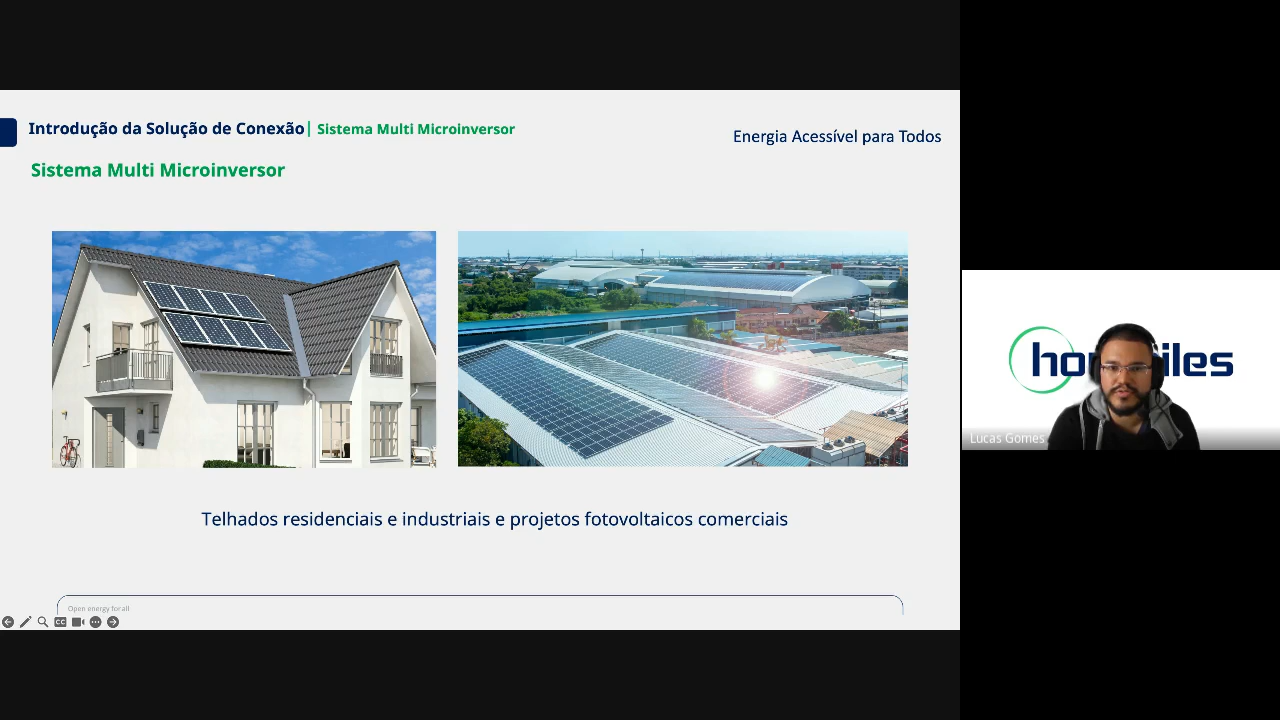 Introdução da Solução de Conexão| Sistema Multi Microinversor
Energia Acessível para Todos
Sistema Multi Microinversor
Telhados residenciais e industriais e projetos fotovoltaicos comerciais
Open energy for all
CC
Lucas Gomes